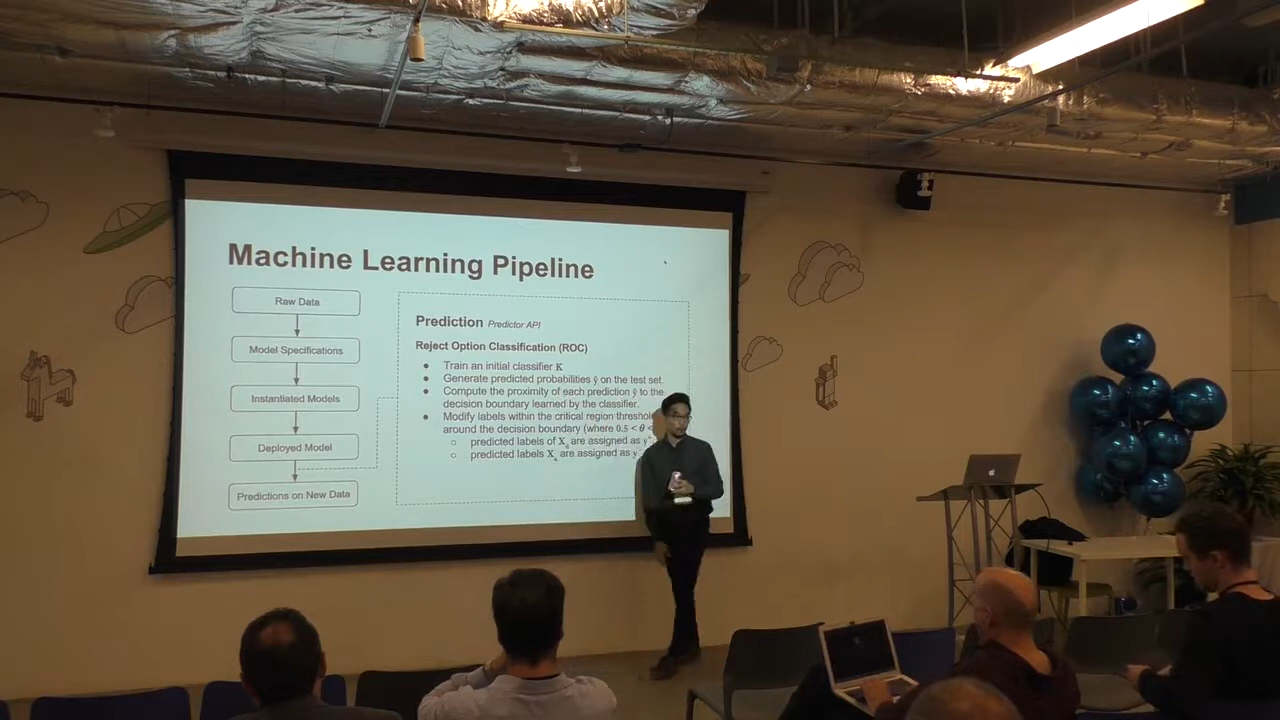 Machine Learning Pipeline
Raw Data
Model Specifications
Instantiated Models
Deployed Model
Predictions on New Data
Prediction Predictor API
Reject Option Classification (ROC)
Train an initial classifier K
Generate predicted probabilities ŷ on the test set.
Compute the proximity of each prediction ŷ to the
decision boundary learned by the classifier.
Modify labels within the critical region
around the decision boundary (where 0.5 < θ <
predicted labels of X are assigned as y
predicted labels X are assigned as y